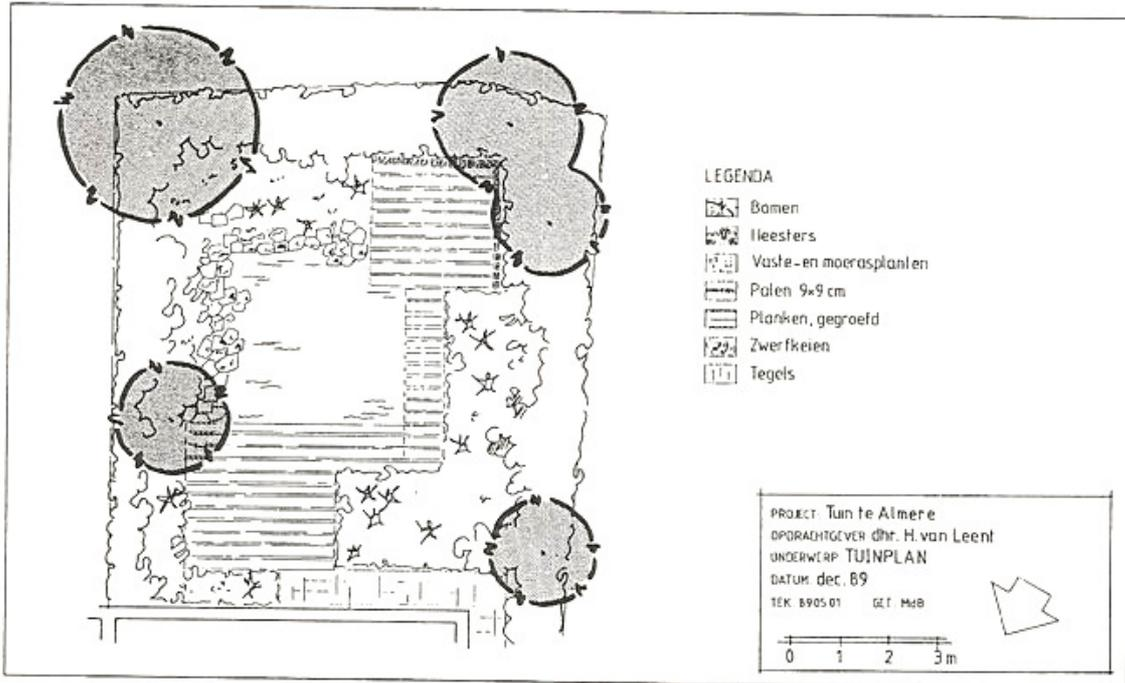 LEGENDA
Bomen
Heesters
Vaste-en moerasplanten
Palen 9×9 cm
Planken, gegroefd
Zwerfkeien
Tegels
PROJECT: Tuin te Almere
OPDRACHTGEVER dhr. H. van Leent
ONDERWERP TUINPLAN
DATUM dec. 89
TEK. 890501 GET. MdB
0 1 2 3 m